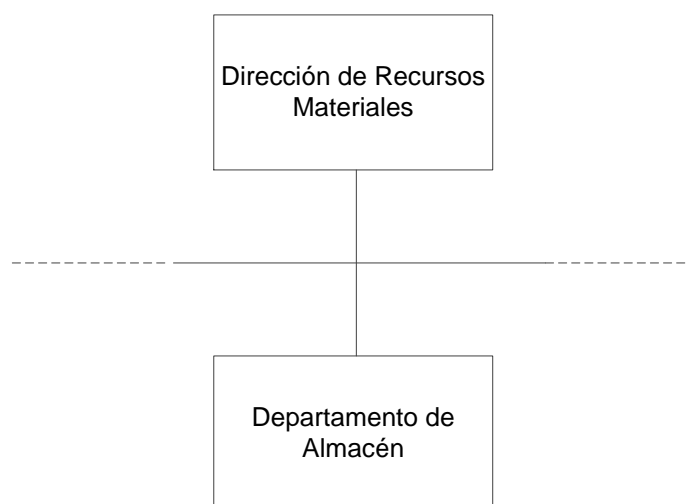 Dirección de Recursos
Materiales
Departamento de
Almacén